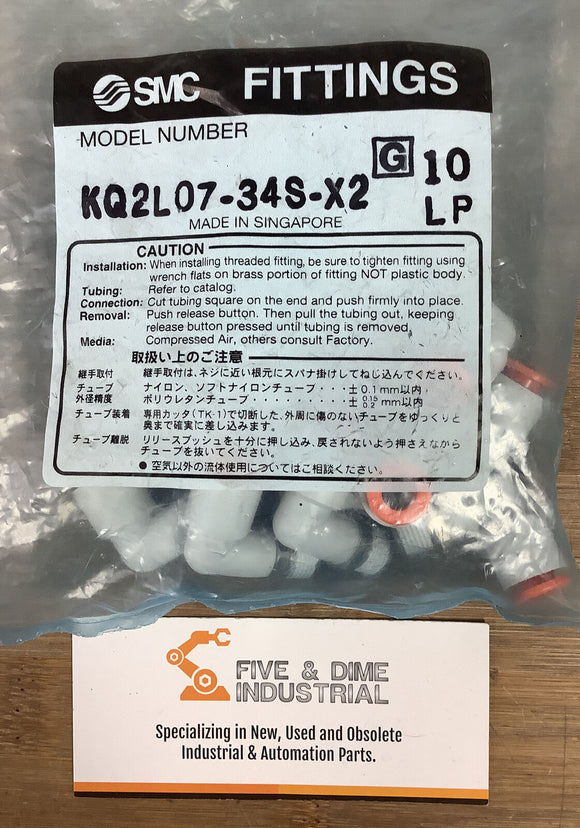 SMC FITTINGS
MODEL NUMBER
KQ2L07-34S-X2 G 10
LP
MADE IN SINGAPORE
CAUTION
Installation: When installing threaded fitting, be sure to tighten fitting using
wrench flats on brass portion of fitting NOT plastic body.
Tubing: Refer to catalog.
Connection: Cut tubing square on the end and push firmly into place.
Removal: Push release button. Then pull the tubing out, keeping
release button pressed until tubing is removed.
Media: Compressed Air, others consult Factory.
取扱い上のご注意
継手取付 継手取付は、ネジに近い根元にスパナ掛けしてねじ込んでください。
チューブ ナイロン、ソフトナイロンチューブ・・・± 0.1 mm以内
外径精度 ポリウレタンチューブ・・・・・・・・・± 0.15 0.2 mm以内
チューブ装着 専用カッタ(TK-1)で切断した、外周に傷のないチューブをゆっくりと
奥まで確実に差し込みます。
チューブ離脱 リリースブッシュを十分に押し込み、戻されないよう押さえながら
チューブを抜いてください。
● 空気以外の流体使用についてはご相談ください。
FIVE & DIME
INDUSTRIAL
Specializing in New, Used and Obsolete
Industrial & Automation Parts.